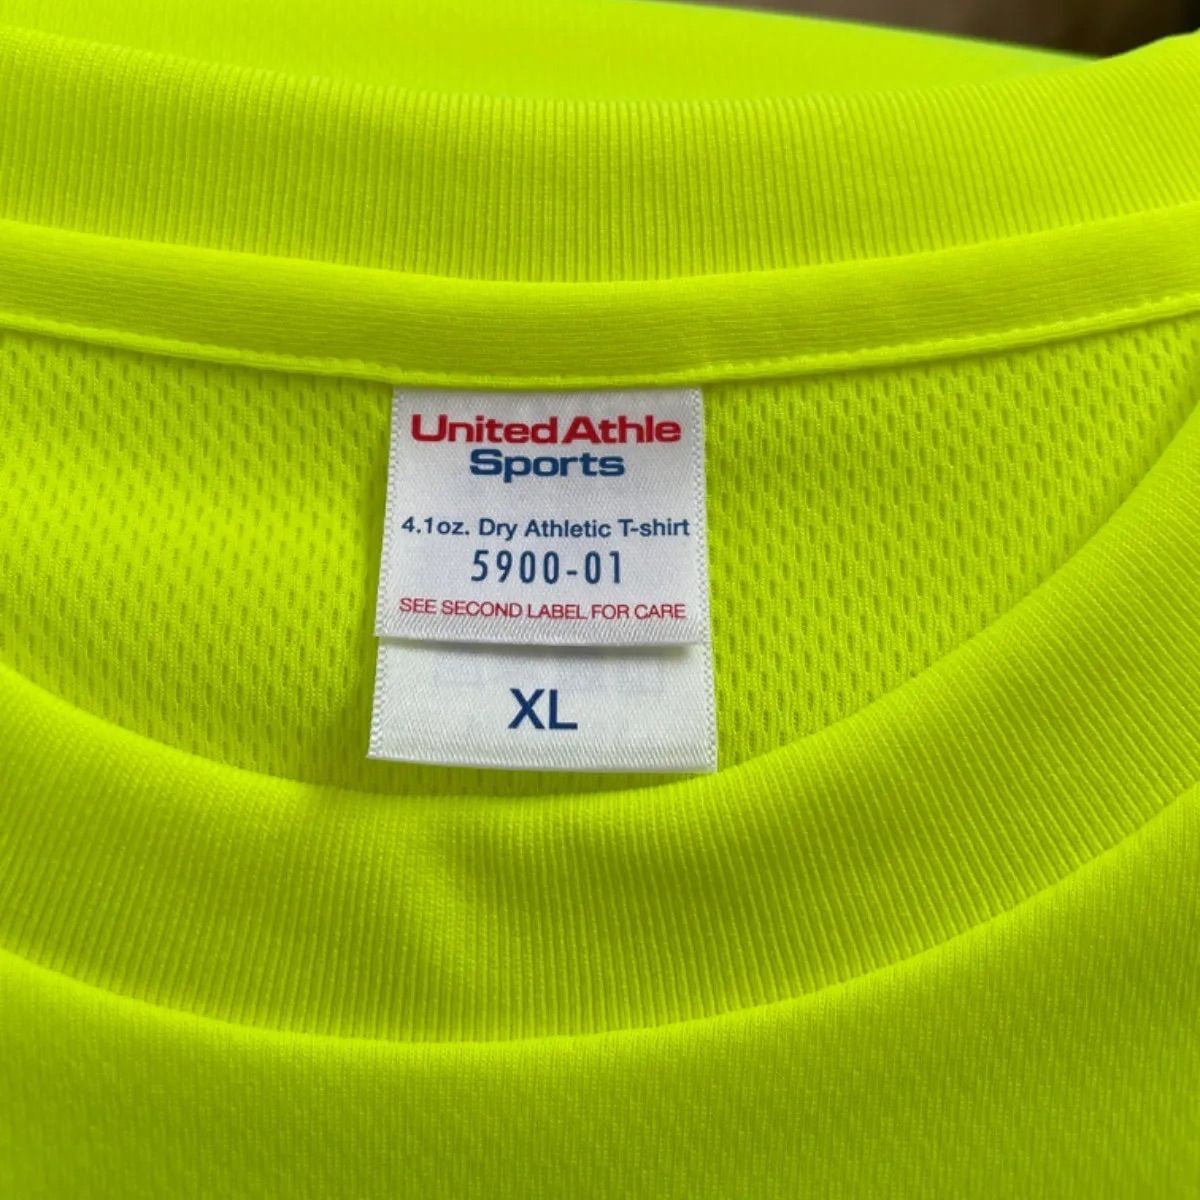 United Athle
Sports
4.1oz. Dry Athletic T-shirt
5900-01
SEE SECOND LABEL FOR CARE
XL